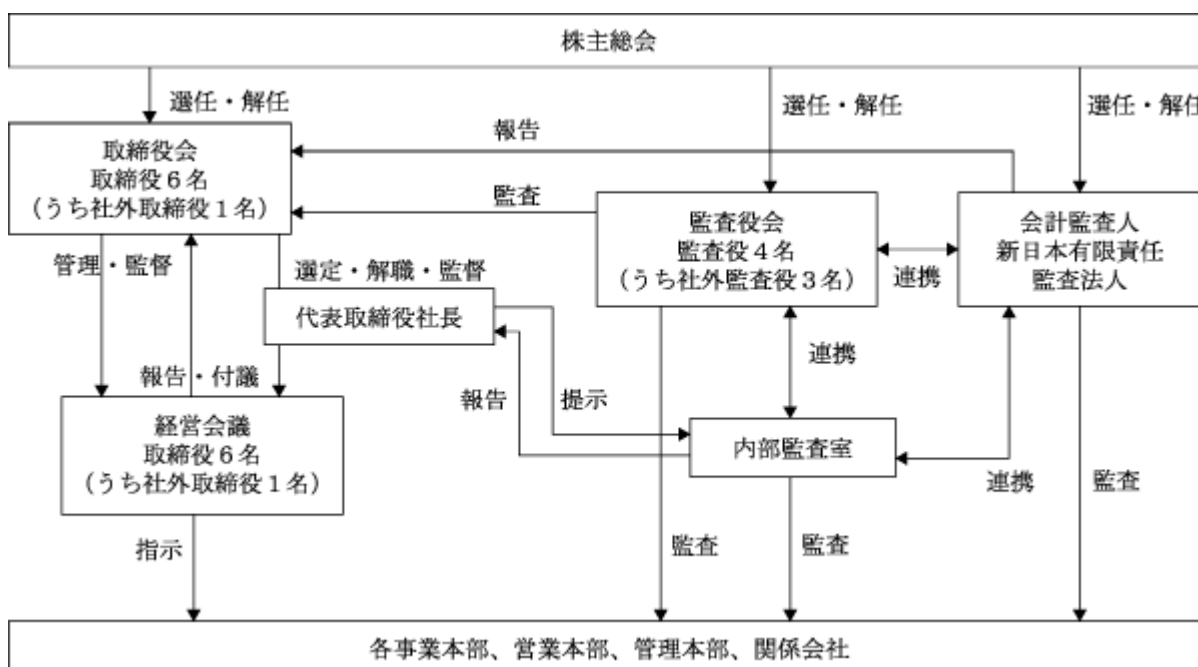 株主総会
選任・解任
選任・解任
選任・解任
取締役会
取締役6名
（うち社外取締役1名）
報告
監査
監査役会
監査役4名
（うち社外監査役3名）
連携
会計監査人
新日本有限責任
監査法人
管理・監督
選定・解職・監督
代表取締役社長
報告・付議
報告
提示
連携
経営会議
取締役6名
（うち社外取締役1名）
内部監査室
連携
監査
指示
監査
監査
各事業本部、営業本部、管理本部、関係会社